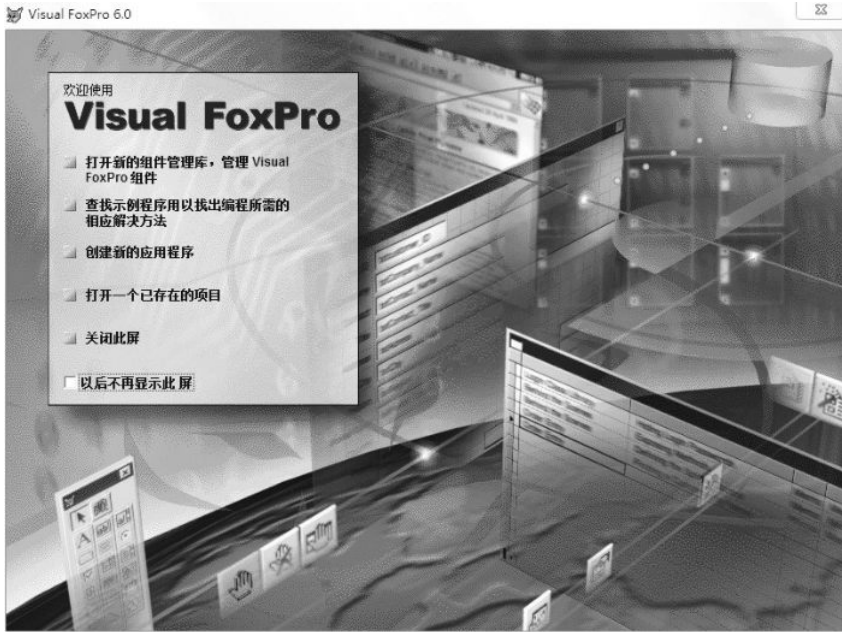 Visual FoxPro 6.0
欢迎使用
Visual FoxPro
打开新的组件管理库，管理 Visual
FoxPro 组件
查找示例程序用以找出编程所需的
相应解决方法
创建新的应用程序
打开一个已存在的项目
关闭此屏
以后不再显示此 屏